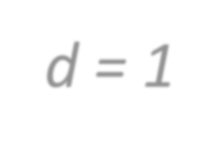 d = 1